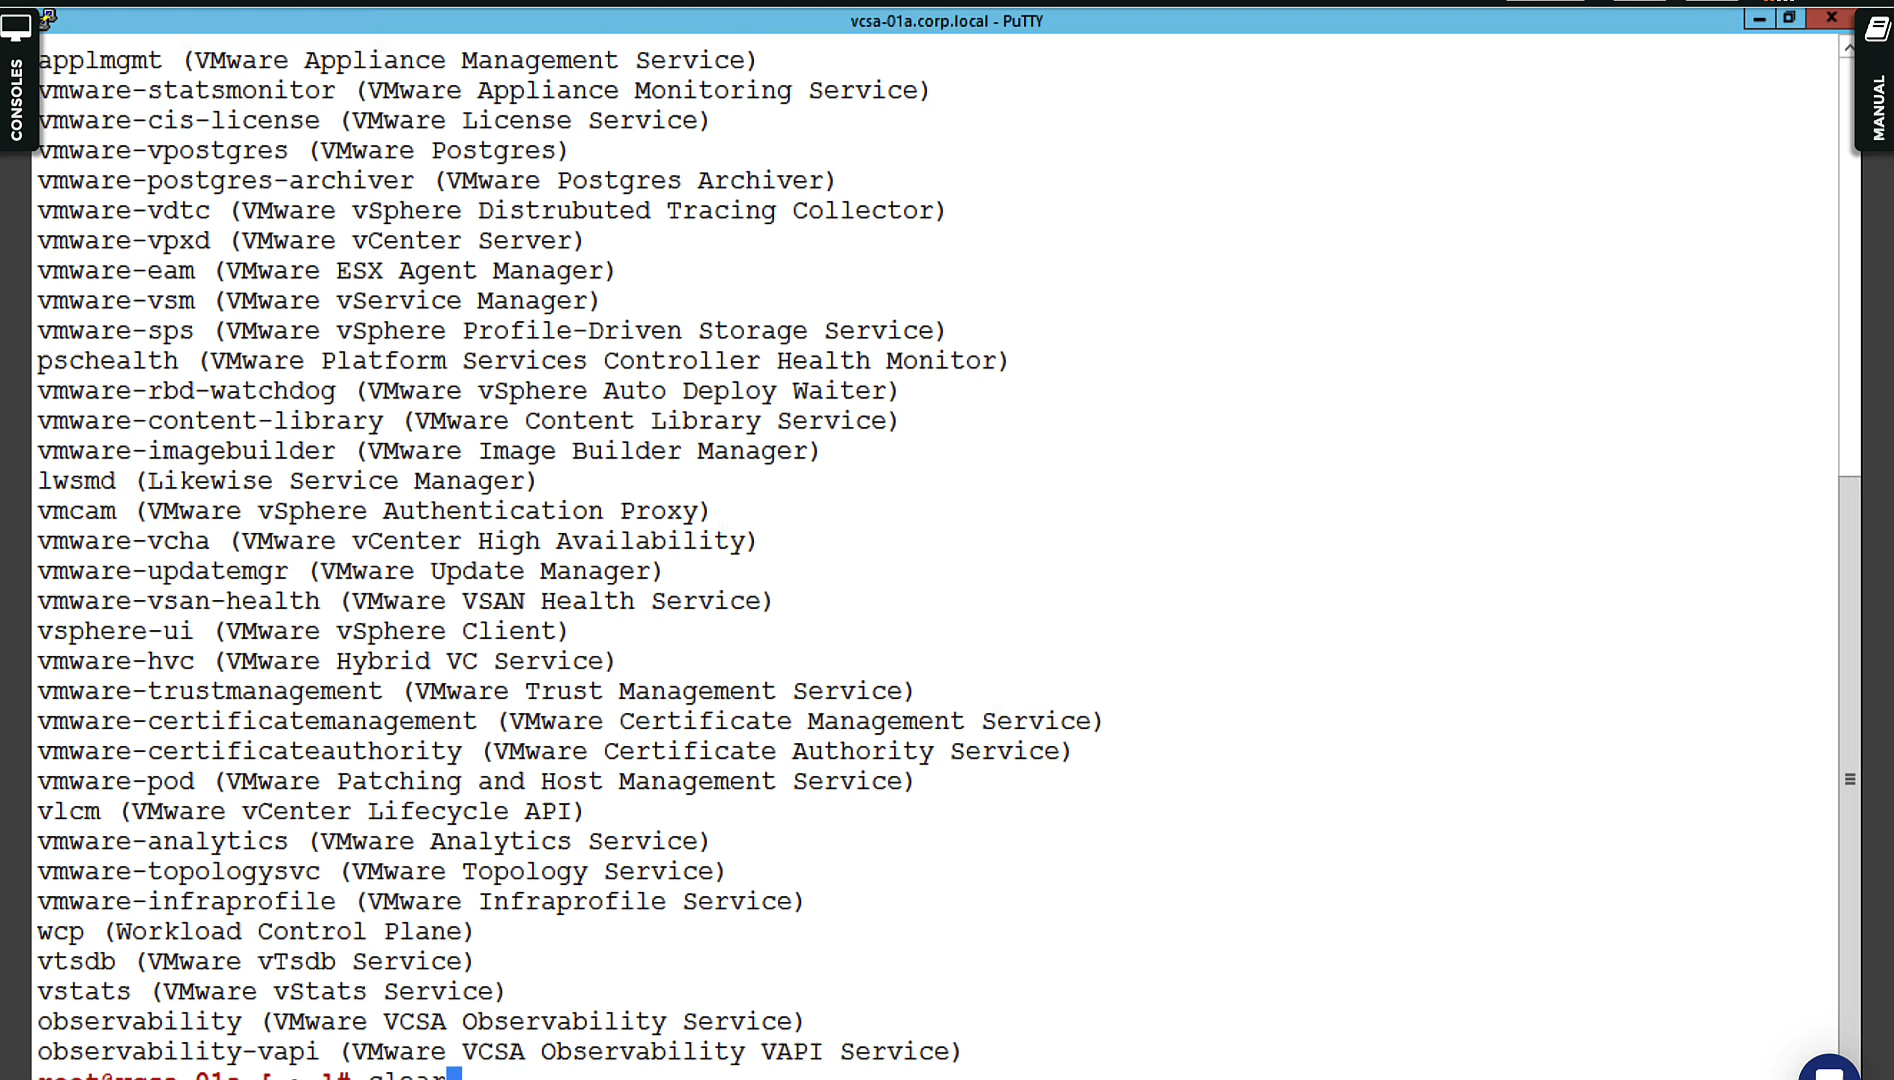 vcsa-01a.corp.local - PuTTY
CONSOLES
MANUAL
applmgmt (VMware Appliance Management Service)
vmware-statsmonitor (VMware Appliance Monitoring Service)
vmware-cis-license (VMware License Service)
vmware-vpostgres (VMware Postgres)
vmware-postgres-archiver (VMware Postgres Archiver)
vmware-vdtc (VMware vSphere Distrubuted Tracing Collector)
vmware-vpxd (VMware vCenter Server)
vmware-eam (VMware ESX Agent Manager)
vmware-vsm (VMware vService Manager)
vmware-sps (VMware vSphere Profile-Driven Storage Service)
pschealth (VMware Platform Services Controller Health Monitor)
vmware-rbd-watchdog (VMware vSphere Auto Deploy Waiter)
vmware-content-library (VMware Content Library Service)
vmware-imagebuilder (VMware Image Builder Manager)
lwsmd (Likewise Service Manager)
vmcam (VMware vSphere Authentication Proxy)
vmware-vcha (VMware vCenter High Availability)
vmware-updatemgr (VMware Update Manager)
vmware-vsan-health (VMware VSAN Health Service)
vsphere-ui (VMware vSphere Client)
vmware-hvc (VMware Hybrid VC Service)
vmware-trustmanagement (VMware Trust Management Service)
vmware-certificatemanagement (VMware Certificate Management Service)
vmware-certificateauthority (VMware Certificate Authority Service)
vmware-pod (VMware Patching and Host Management Service)
vlcm (VMware vCenter Lifecycle API)
vmware-analytics (VMware Analytics Service)
vmware-topologysvc (VMware Topology Service)
vmware-infraprofile (VMware Infraprofile Service)
wcp (Workload Control Plane)
vtsdb (VMware vTsdb Service)
vstats (VMware vStats Service)
observability (VMware VCSA Observability Service)
observability-vapi (VMware VCSA Observability VAPI Service)
root@vcsa-01a [ ~ ]# clear